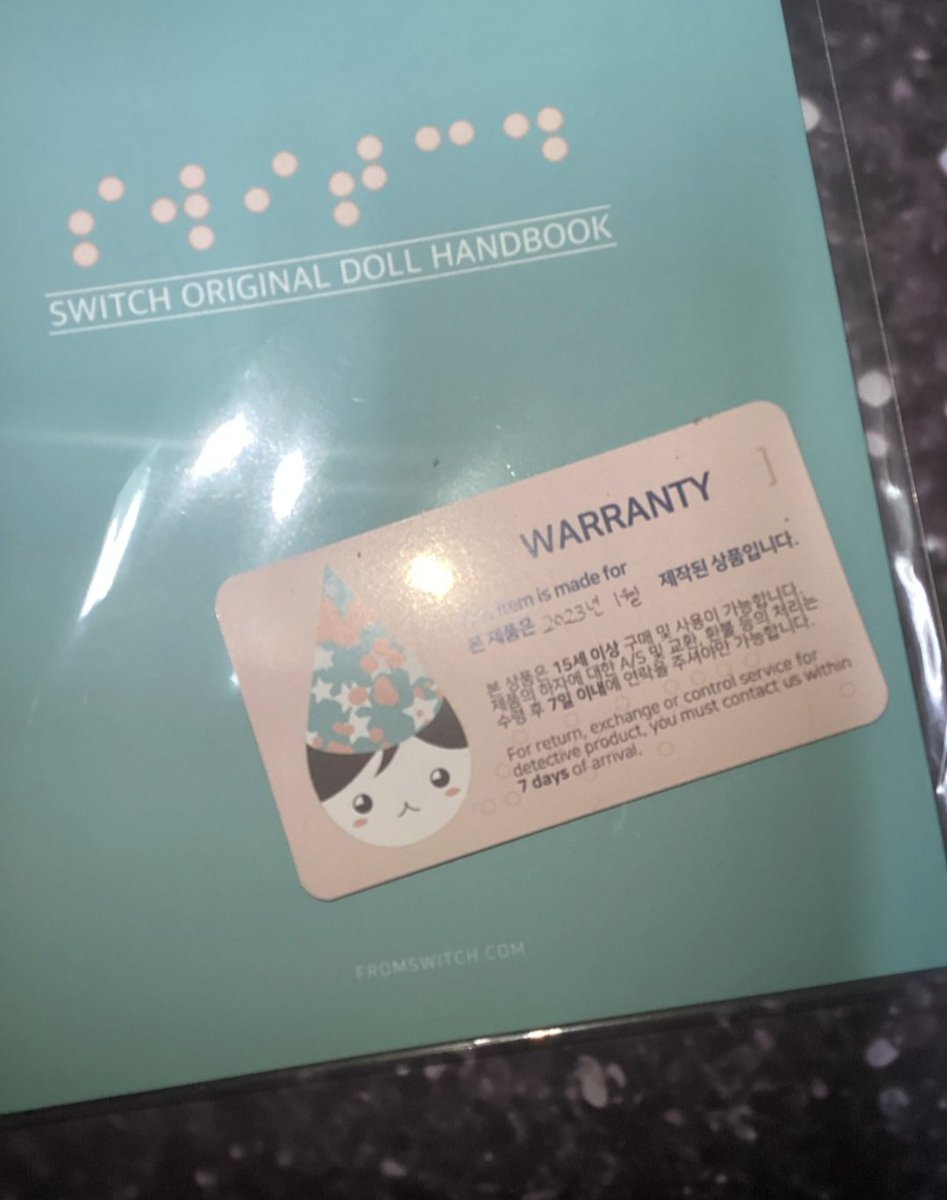 ⠎⠺⠊⠞⠉⠙
SWITCH ORIGINAL DOLL HANDBOOK
WARRANTY
item is made for
본 제품은 2023년 1월 제작된 상품입니다.
본 상품은 15세 이상 구매 및 사용이 가능합니다.
제품의 하자에 대한 A/S 및 교환, 환불 등의 처리는
수령 후 7일 이내에 연락을 주셔야만 가능합니다.
For return, exchange or control service for
detective product, you must contact us within
7 days of arrival.
FROMSWITCH.COM